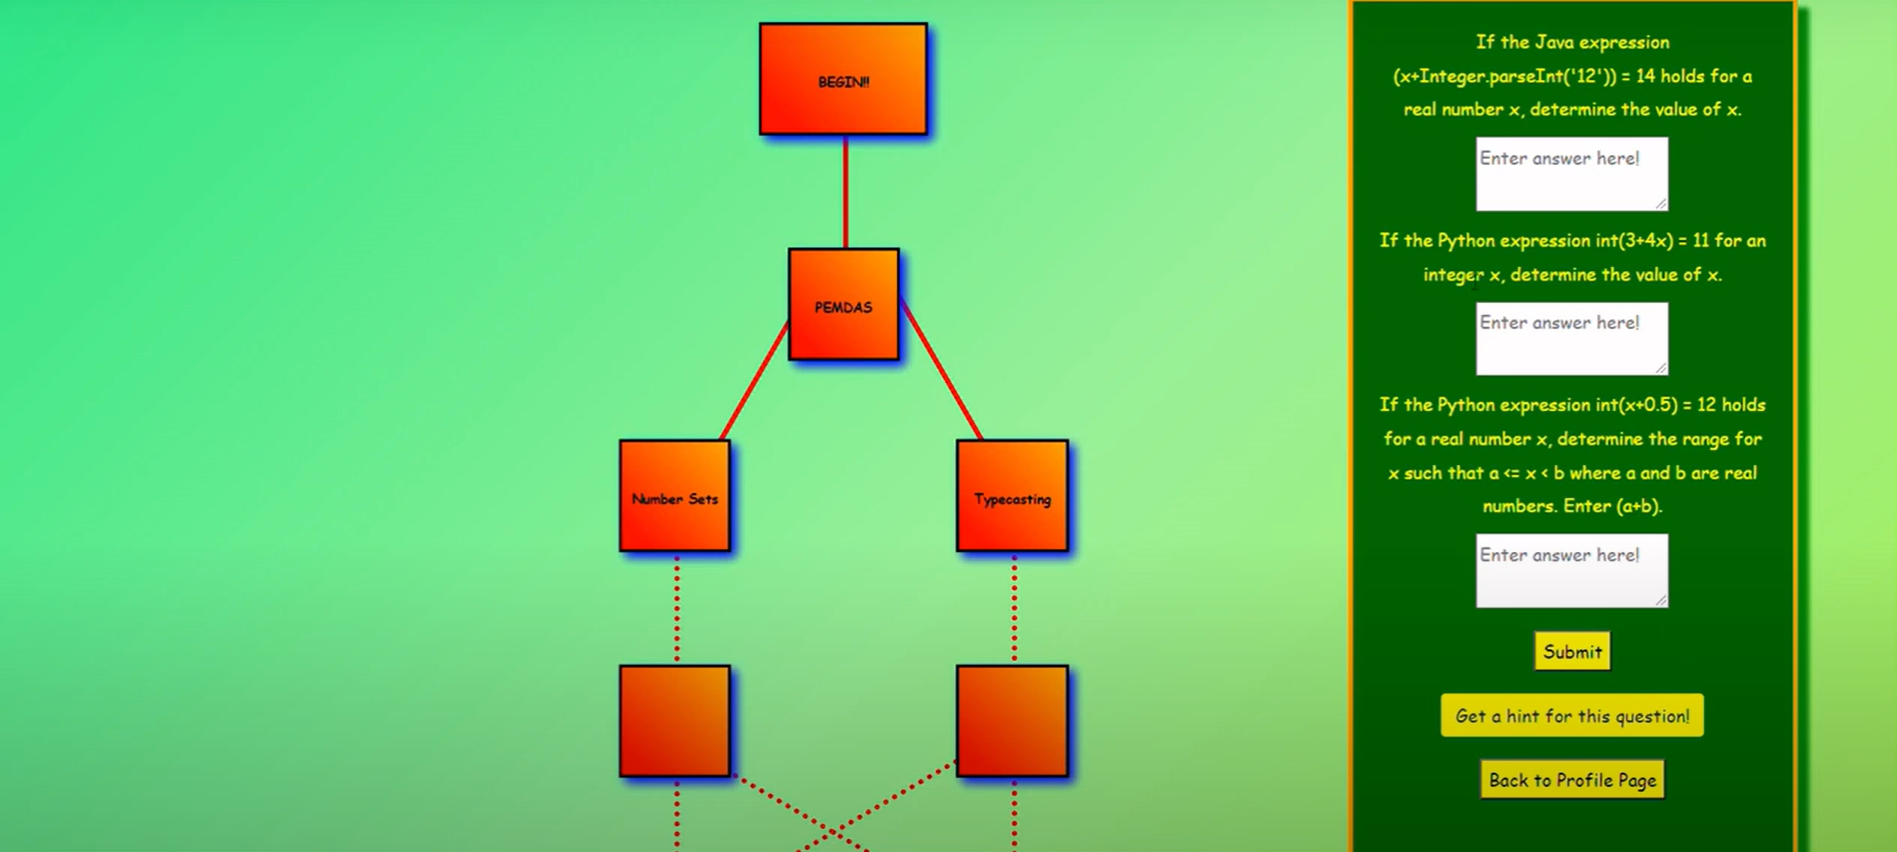 BEGIN!!
PEMDAS
Number Sets
Typecasting
If the Java expression
(x+Integer.parseInt('12')) = 14 holds for a
real number x, determine the value of x.
Enter answer here!
If the Python expression int(3+4x) = 11 for an
integer x, determine the value of x.
Enter answer here!
If the Python expression int(x+0.5) = 12 holds
for a real number x, determine the range for
x such that a <= x < b where a and b are real
numbers. Enter (a+b).
Enter answer here!
Submit
Get a hint for this question!
Back to Profile Page